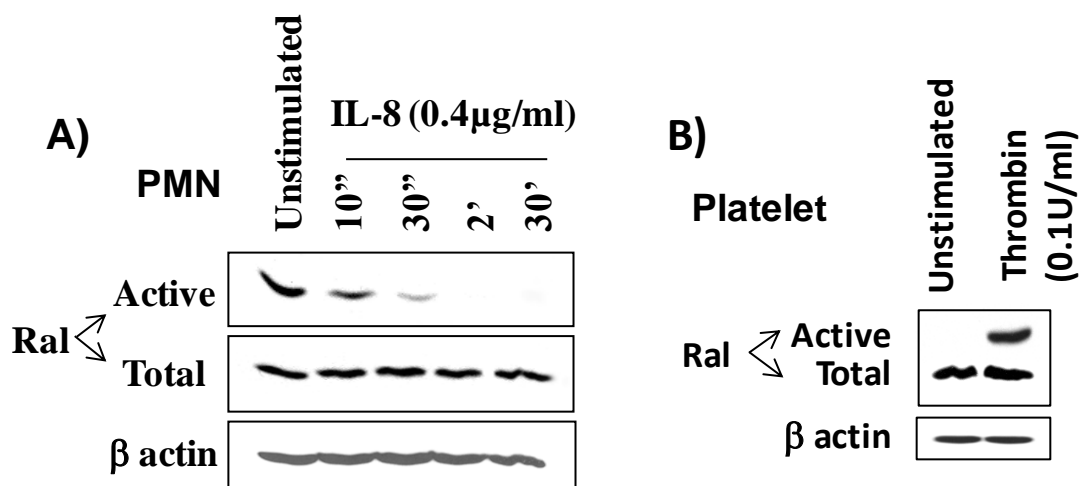 A)
PMN
Unstimulated
IL-8 (0.4µg/ml)
10’’
30’’
2’
30’
Ral
Active
Total
β actin
B)
Platelet
Unstimulated
Thrombin
(0.1U/ml)
Ral
Active
Total
β actin